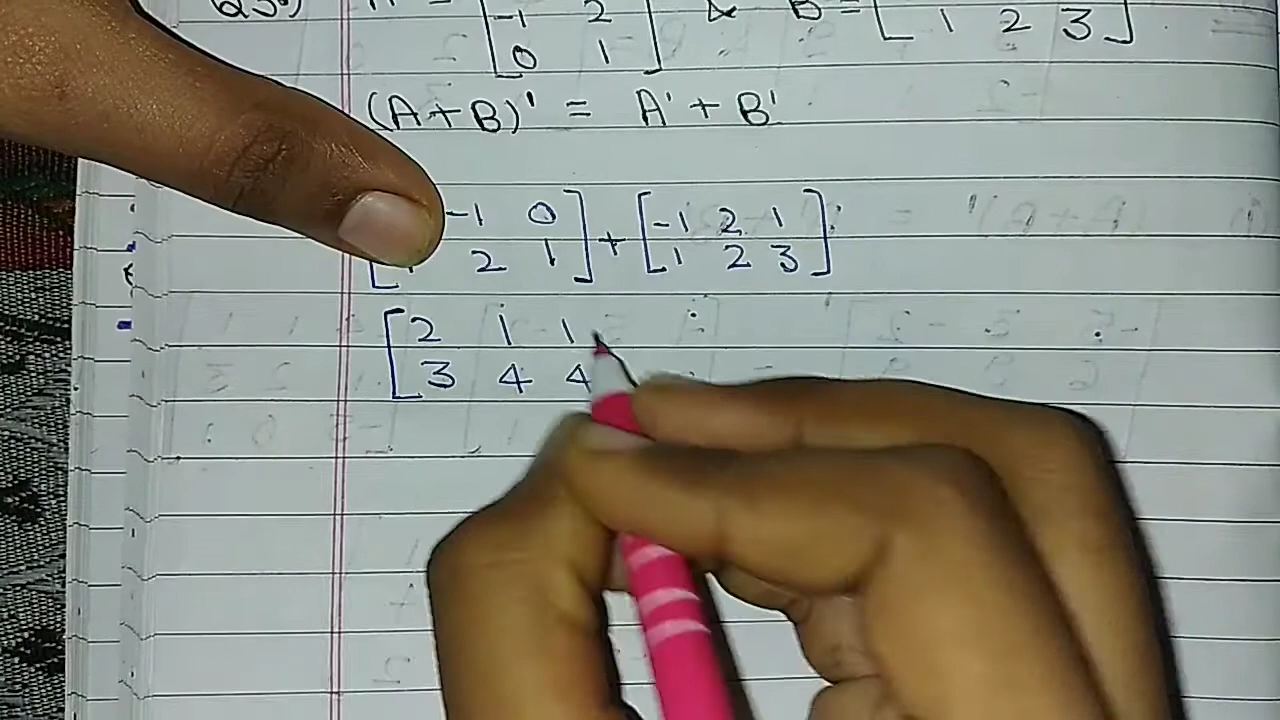 -1 2 & B =
0 1 1 2 3
(A+B)' = A' + B'
-1 0 + -1 2 1
2 1 1 2 3
2 1 1
3 4 4